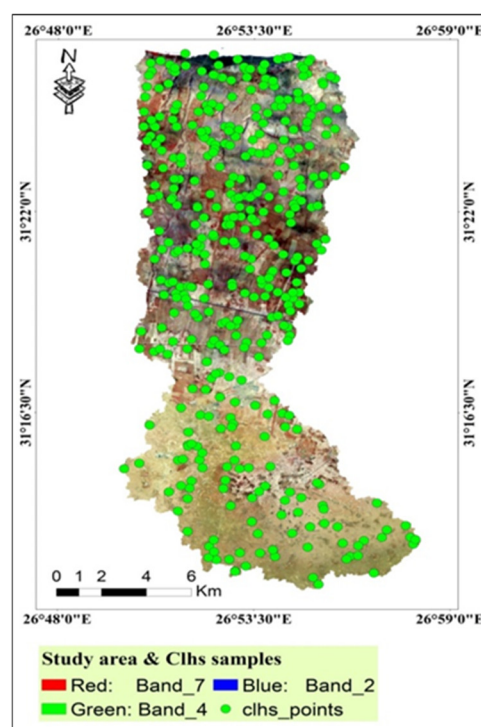 26°48'0"E 26°53'30"E 26°59'0"E
N
31°22'0"N 31°22'0"N
31°16'30"N 31°16'30"N
0 1 2 4 6
Km
26°48'0"E 26°53'30"E 26°59'0"E
Study area & Clhs samples
Red: Band_7 Blue: Band_2
Green: Band_4 clhs_points